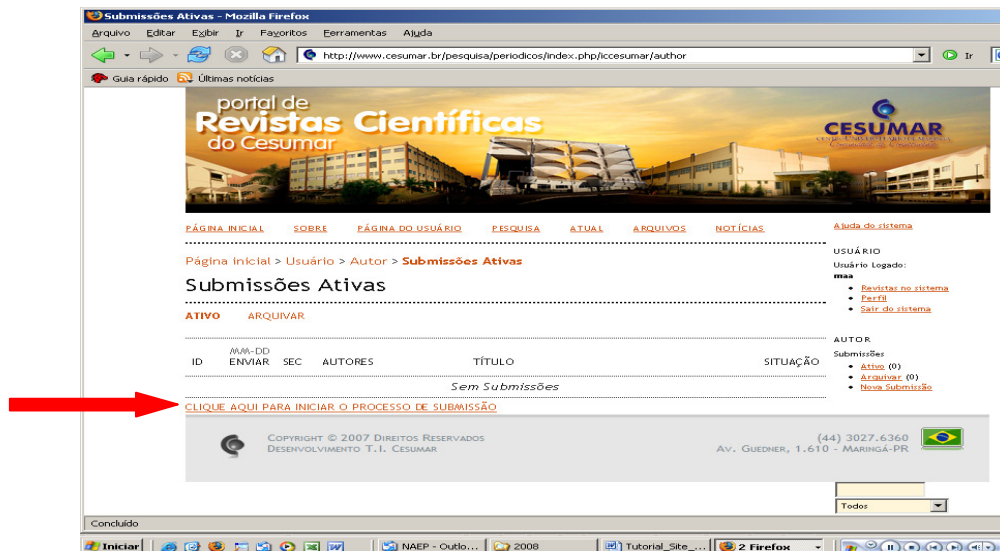 Submissões Ativas - Mozilla Firefox
Arquivo Editar Exibir Ir Favoritos Ferramentas Ajuda
http://www.cesumar.br/pesquisa/periodicos/index.php/iccesumar/author
Ir
Guia rápido Últimas notícias
portal de
Revistas Científicas
do Cesumar
CESUMAR
PÁGINA INICIAL SOBRE PÁGINA DO USUÁRIO PESQUISA ATUAL ARQUIVOS NOTÍCIAS
Ajuda do sistema
Página inicial > Usuário > Autor > Submissões Ativas
Submissões Ativas
ATIVO ARQUIVAR
USUÁRIO
Usuário Logado:
maa
Revistas no sistema
Perfil
Sair do sistema
MM-DD
ID ENVIAR SEC AUTORES TÍTULO SITUAÇÃO
Sem Submissões
CLIQUE AQUI PARA INICIAR O PROCESSO DE SUBMISSÃO
AUTOR
Submissões
Ativo (0)
Arquivar (0)
Nova Submissão
COPYRIGHT © 2007 DIREITOS RESERVADOS
DESENVOLVIMENTO T.I. CESUMAR
(44) 3027.6360
AV. GUEDNER, 1.610 - MARINGÁ-PR
Todos
Concluído
Iniciar NAEP - Outlo... 2008 Tutorial_Site_... 2 Firefox